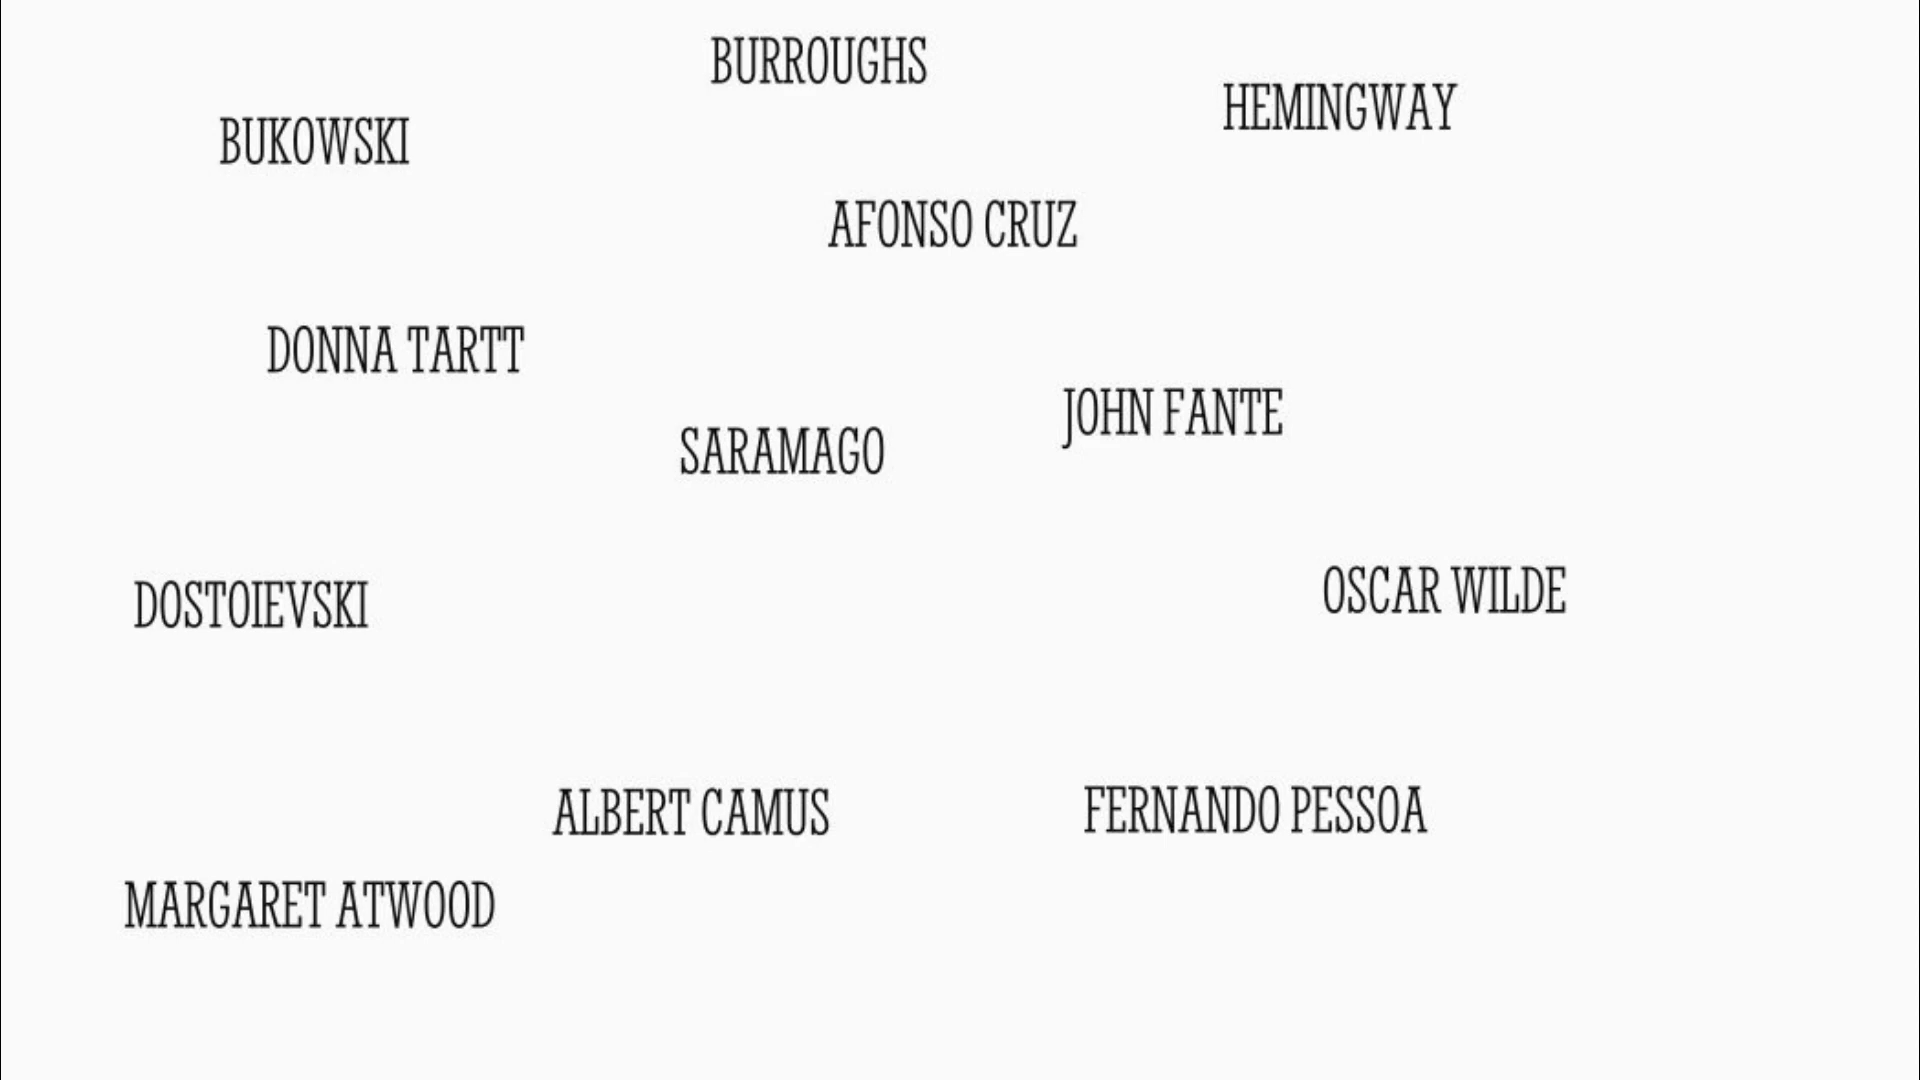 BURROUGHS
HEMINGWAY
BUKOWSKI
AFONSO CRUZ
DONNA TARTT
JOHN FANTE
SARAMAGO
OSCAR WILDE
DOSTOIEVSKI
ALBERT CAMUS
FERNANDO PESSOA
MARGARET ATWOOD